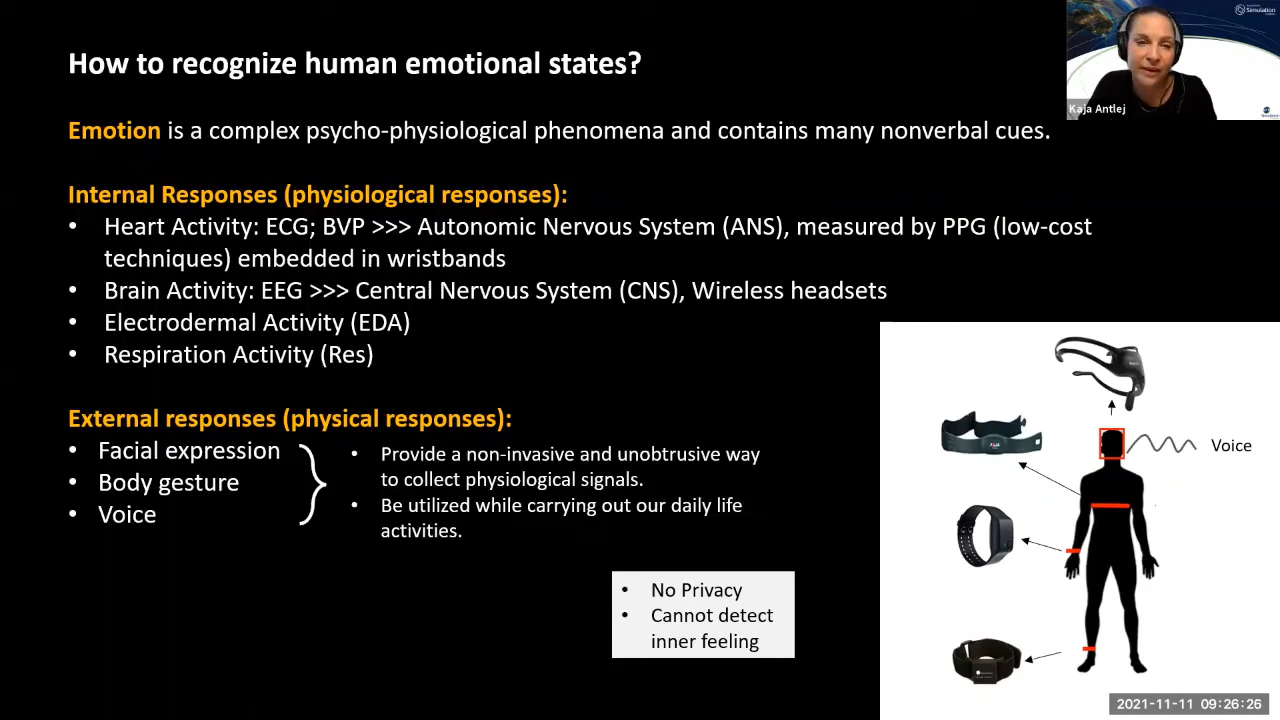 How to recognize human emotional states?
Simulation
Kaja Antlej
Emotion is a complex psycho-physiological phenomena and contains many nonverbal cues.
Internal Responses (physiological responses):
• Heart Activity: ECG; BVP >>> Autonomic Nervous System (ANS), measured by PPG (low-cost
techniques) embedded in wristbands
• Brain Activity: EEG >>> Central Nervous System (CNS), Wireless headsets
• Electrodermal Activity (EDA)
• Respiration Activity (Res)
External responses (physical responses):
• Facial expression
• Body gesture
• Voice
• Provide a non-invasive and unobtrusive way
to collect physiological signals.
• Be utilized while carrying out our daily life
activities.
• No Privacy
• Cannot detect
inner feeling
Voice
2021-11-11 09:26:26